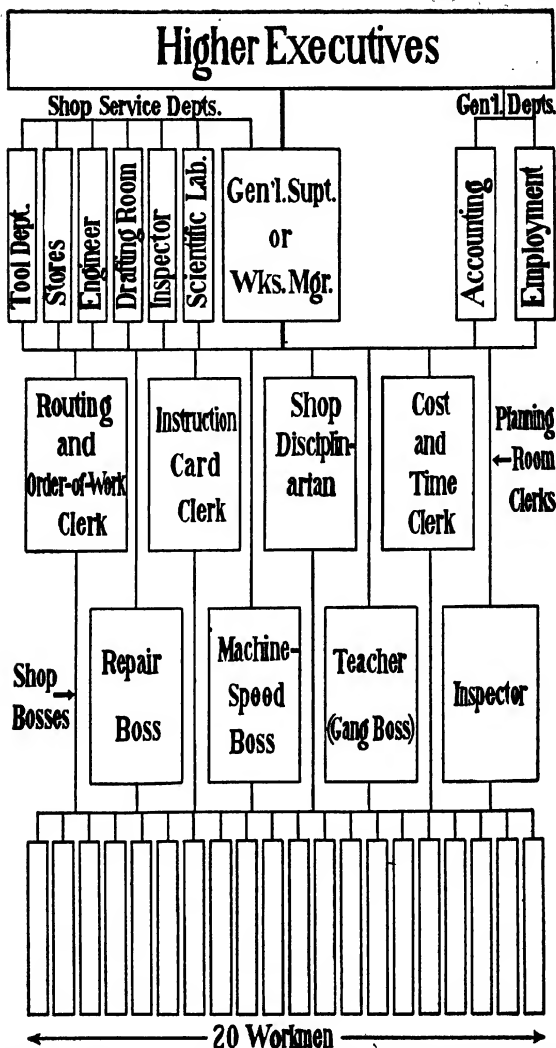 Higher Executives
Shop Service Depts.
Gen'l. Depts.
Tool Dept.
Stores
Engineer
Drafting Room
Inspector
Scientific Lab.
Gen'l. Supt.
or
Wks. Mgr.
Accounting
Employment
Routing
and
Order-of-Work
Clerk
Instruction
Card
Clerk
Shop
Disciplin-
arian
Cost
and
Time
Clerk
Planning
Room
Clerks
Shop
Bosses
Repair
Boss
Machine-
Speed
Boss
Teacher
(Gang Boss)
Inspector
20 Workmen